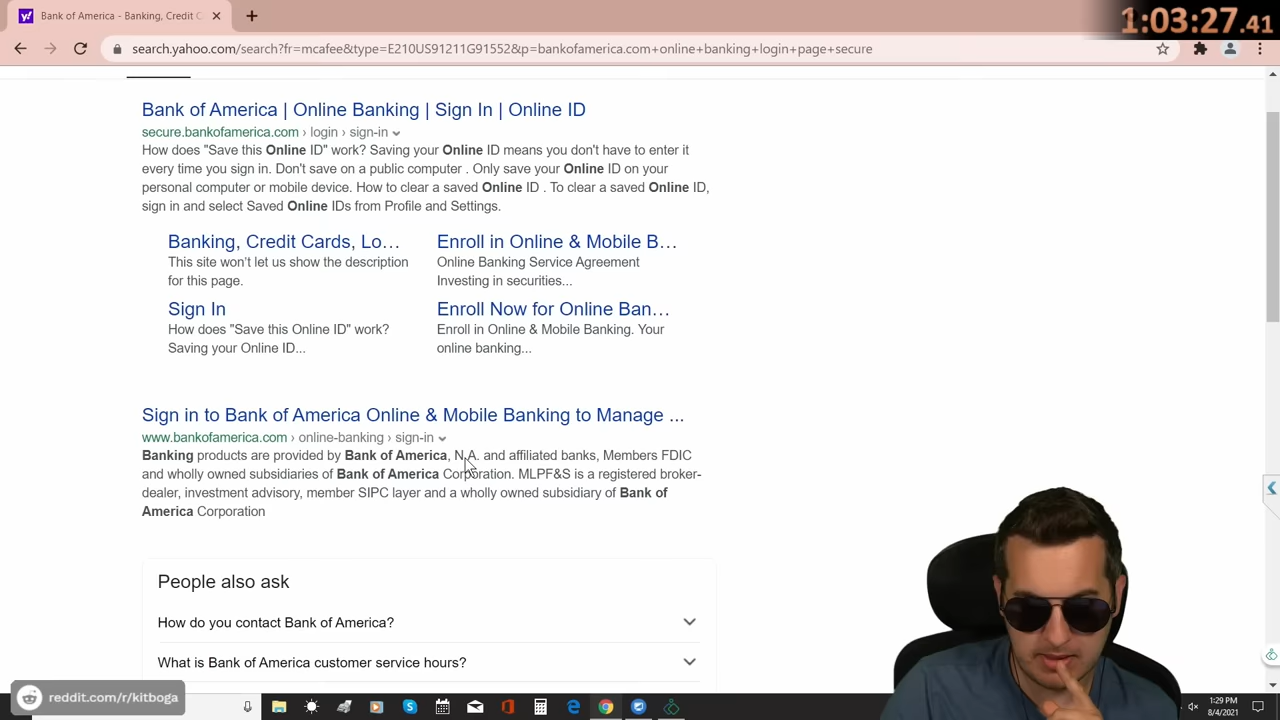 Bank of America - Banking, Credit C
1:03:27.41
search.yahoo.com/search?fr=mcafee&type=E210US91211G91552&p=bankofamerica.com+online+banking+login+page+secure
Bank of America | Online Banking | Sign In | Online ID
secure.bankofamerica.com › login › sign-in
How does "Save this Online ID" work? Saving your Online ID means you don't have to enter it
every time you sign in. Don't save on a public computer . Only save your Online ID on your
personal computer or mobile device. How to clear a saved Online ID . To clear a saved Online ID,
sign in and select Saved Online IDs from Profile and Settings.
Banking, Credit Cards, Lo...
This site won't let us show the description
for this page.
Enroll in Online & Mobile B...
Online Banking Service Agreement
Investing in securities...
Sign In
How does "Save this Online ID" work?
Saving your Online ID...
Enroll Now for Online Ban...
Enroll in Online & Mobile Banking. Your
online banking...
Sign in to Bank of America Online & Mobile Banking to Manage ...
www.bankofamerica.com › online-banking › sign-in
Banking products are provided by Bank of America, N.A. and affiliated banks, Members FDIC
and wholly owned subsidiaries of Bank of America Corporation. MLPF&S is a registered broker-
dealer, investment advisory, member SIPC layer and a wholly owned subsidiary of Bank of
America Corporation
People also ask
How do you contact Bank of America?
What is Bank of America customer service hours?
reddit.com/r/kitboga
1:29 PM
8/4/2021